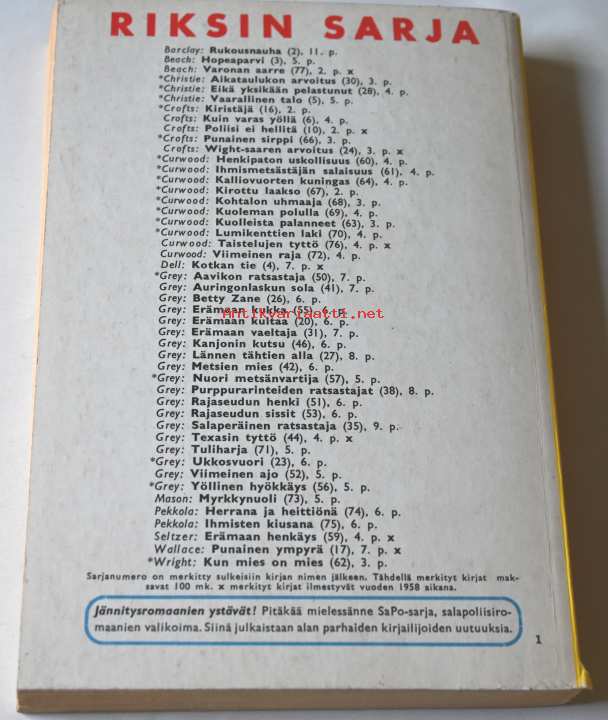 RIKSIN SARJA
Barclay: Rukousnauha (2), 11. p.
Beach: Hopeaparvi (3), 5. p.
Beach: Varonan aarre (77), 2. p. x
*Christie: Aikataulukon arvoitus (30), 3. p.
*Christie: Eikä yksikään pelastunut (28), 4. p.
*Christie: Vaarallinen talo (5), 5. p.
Crofts: Kiristäjä (16), 2. p.
Crofts: Kuin varas yöllä (6), 4. p.
Crofts: Poliisi ei hellitä (10), 2. p. x
*Crofts: Punainen sirppi (66), 3. p.
Crofts: Wight-saaren arvoitus (24), 3. p. x
*Curwood: Henkipaton uskollisuus (60), 4. p.
*Curwood: Ihmismetsästäjän salaisuus (61), 4. p.
*Curwood: Kalliovuorten kuningas (64), 4. p.
*Curwood: Kirottu laakso (67), 2. p.
*Curwood: Kohtalon uhmaaja (68), 3. p.
*Curwood: Kuoleman polulla (69), 4. p.
*Curwood: Kuolleista palanneet (63), 3. p.
*Curwood: Lumikenttien laki (70), 4. p.
Curwood: Taistelujen tyttö (76), 4. p. x
Curwood: Viimeinen raja (72), 4. p.
Dell: Kotkan tie (4), 7. p. x
*Grey: Aavikon ratsastaja (50), 7. p.
Grey: Auringonlaskun sola (41), 7. p.
Grey: Betty Zane (26), 6. p.
Grey: Erämaan kukka (55), 6. p.
Antikvariaatti.net
Grey: Erämaan kultaa (20), 6. p.
Grey: Erämaan vaeltaja (31), 7. p.
Grey: Kanjonin kutsu (46), 6. p.
Grey: Lännen tähtien alla (27), 8. p.
Grey: Metsien mies (42), 6. p.
*Grey: Nuori metsänvartija (57), 5. p.
Grey: Purppurarinteiden ratsastajat (38), 8. p.
Grey: Rajaseudun henki (51), 6. p.
Grey: Rajaseudun sissit (53), 6. p.
Grey: Salaperäinen ratsastaja (35), 9. p.
Grey: Texasin tyttö (44), 4. p. x
Grey: Tuliharja (71), 5. p.
*Grey: Ukkosvuori (23), 6. p.
Grey: Viimeinen ajo (52), 5. p.
*Grey: Yöllinen hyökkäys (56), 5. p.
Mason: Myrkkynuoli (73), 5. p.
Pekkola: Herrana ja heittiönä (74), 6. p.
Pekkola: Ihmisten kiusana (75), 6. p.
Seltzer: Erämaan henkäys (59), 4. p. x
Wallace: Punainen ympyrä (17), 7. p. x
*Wright: Kun mies on mies (62), 3. p.
Sarjanumero on merkitty sulkeisiin kirjan nimen jälkeen. Tähdellä merkityt kirjat mak-
savat 100 mk. x merkityt kirjat ilmestyvät vuoden 1958 aikana.
Jännitysromaanien ystävät! Pitäkää mielessänne SaPo-sarja, salapoliisiro-
maanien valikoima. Siinä julkaistaan alan parhaiden kirjailijoiden uutuuksia.
1